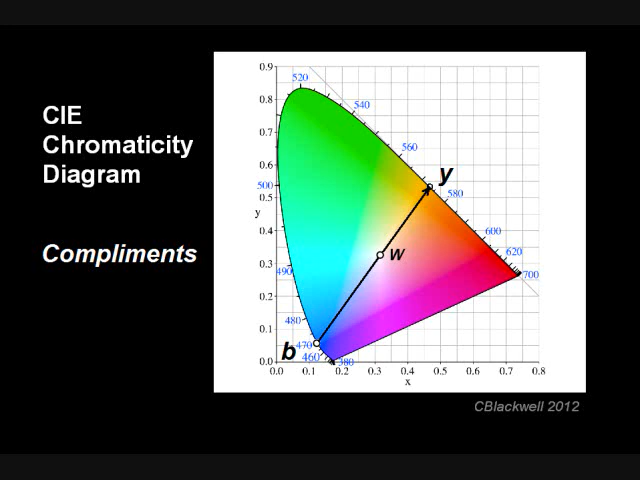 CIE
Chromaticity
Diagram
Compliments
0.9
0.8
0.7
0.6
0.5
0.4
0.3
0.2
0.1
0.0
y
0.0 0.1 0.2 0.3 0.4 0.5 0.6 0.7 0.8
x
520
540
560
580
600
620
700
500
490
480
470
460
380
y
w
b
CBlackwell 2012